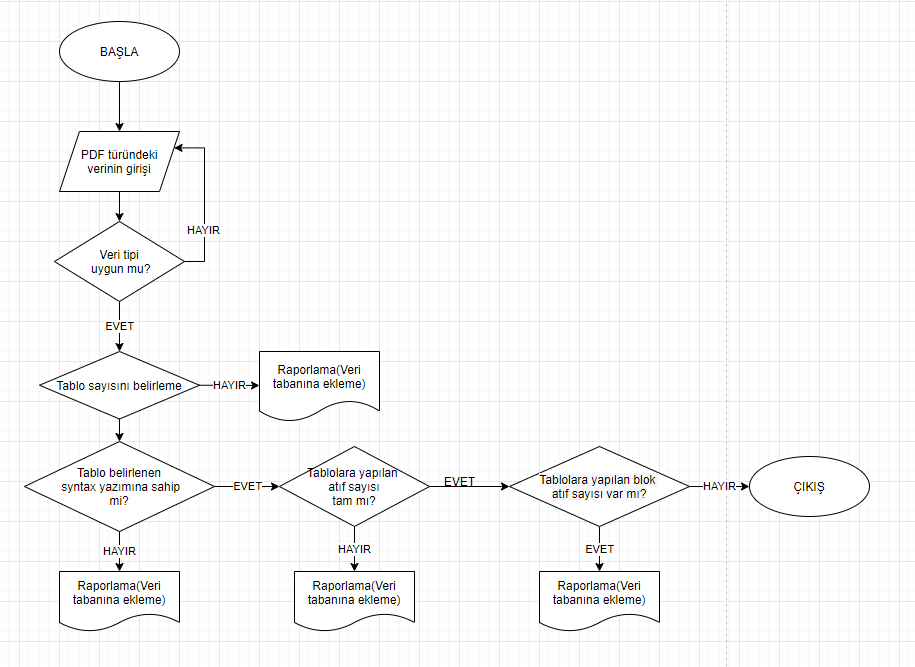 BAŞLA
PDF türündeki
verinin girişi
HAYIR
Veri tipi
uygun mu?
EVET
Tablo sayısını belirleme
HAYIR
Raporlama(Veri
tabanına ekleme)
Tablo belirlenen
syntax yazımına sahip
mi?
EVET
Tablolara yapılan
atıf sayısı
tam mı?
EVET
Tablolara yapılan blok
atıf sayısı var mı?
HAYIR
ÇIKIŞ
HAYIR
HAYIR
EVET
Raporlama(Veri
tabanına ekleme)
Raporlama(Veri
tabanına ekleme)
Raporlama(Veri
tabanına ekleme)